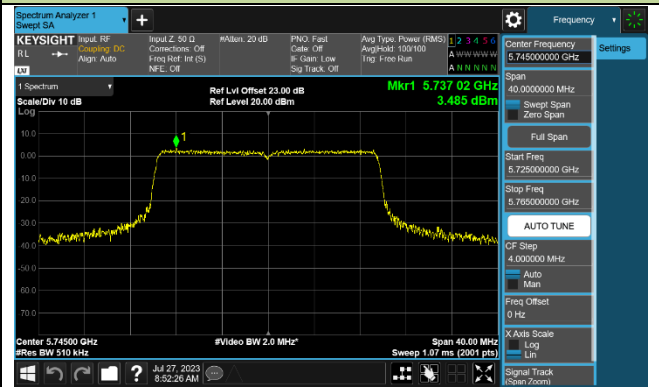 Spectrum Analyzer 1
Swept SA
Frequency
KEYSIGHT
RL
LXI
Input: RF
Coupling: DC
Align: Auto
Input Z: 50 Ω
Corrections: Off
Freq Ref: Int (S)
NFE: Off
#Atten: 20 dB
PNO: Fast
Gate: Off
IF Gain: Low
Sig Track: Off
Avg Type: Power (RMS)
Avg|Hold: 100/100
Trig: Free Run
1 2 3 4 5 6
A W W W W W
A N N N N N
1 Spectrum
Scale/Div 10 dB
Log
Ref Lvl Offset 23.00 dB
Ref Level 20.00 dBm
Mkr1 5.737 02 GHz
3.485 dBm
1
10.0
0.00
-10.0
-20.0
-30.0
-40.0
-50.0
-60.0
-70.0
Center 5.74500 GHz
#Res BW 510 kHz
#Video BW 2.0 MHz*
Span 40.00 MHz
Sweep 1.07 ms (2001 pts)
Center Frequency
5.745000000 GHz
Settings
Span
40.0000000 MHz
Swept Span
Zero Span
Full Span
Start Freq
5.725000000 GHz
Stop Freq
5.765000000 GHz
AUTO TUNE
CF Step
4.000000 MHz
Auto
Man
Freq Offset
0 Hz
X Axis Scale
Log
Lin
Signal Track
(Span Zoom)
?
Jul 27, 2023
8:52:26 AM